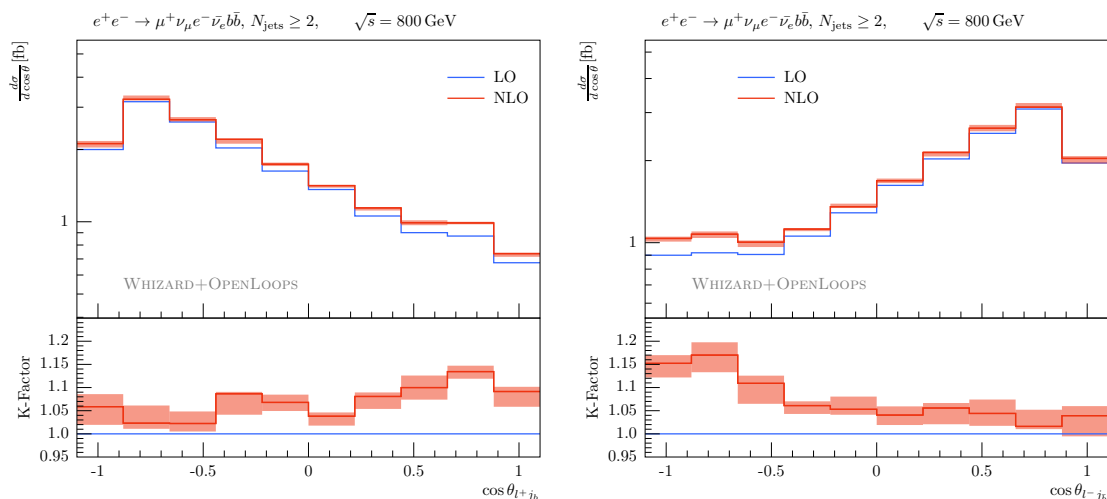 e⁺e⁻ → μ⁺ν_μe⁻ν̄_e bb̄, N_jets ≥ 2, √s = 800 GeV
dσ/d cos θ [fb]
LO
NLO
1
WHIZARD+OPENLOOPS
K-Factor
1.2
1.15
1.1
1.05
1.0
0.95
-1 -0.5 0 0.5 1
cos θ_{l⁺j_b}
e⁺e⁻ → μ⁺ν_μe⁻ν̄_e bb̄, N_jets ≥ 2, √s = 800 GeV
dσ/d cos θ [fb]
LO
NLO
1
WHIZARD+OPENLOOPS
K-Factor
1.2
1.15
1.1
1.05
1.0
0.95
-1 -0.5 0 0.5 1
cos θ_{l⁻j_b}